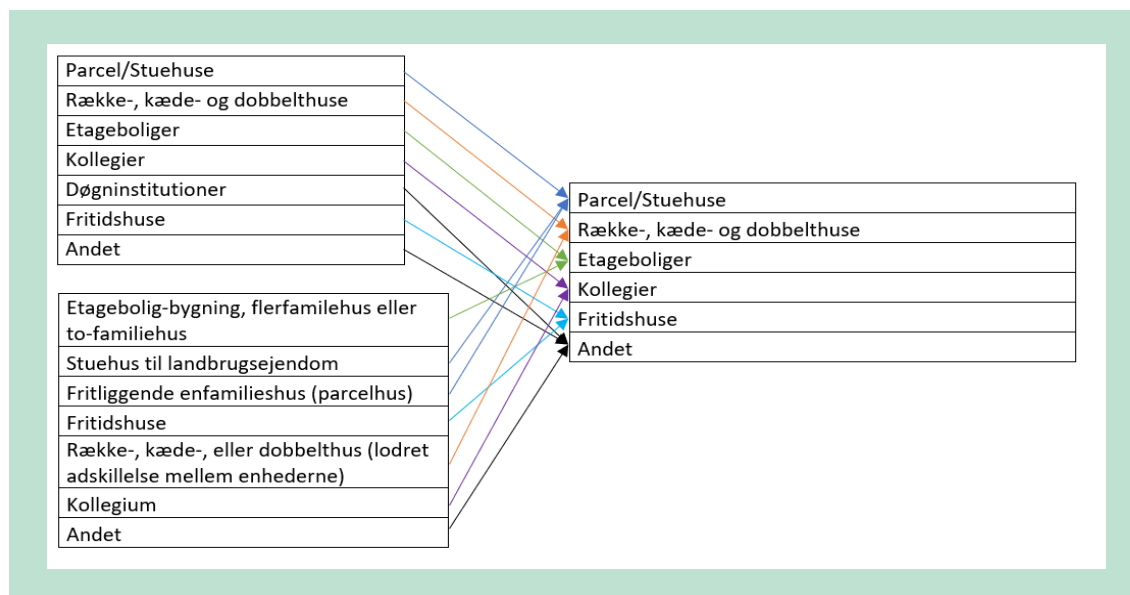 Parcel/Stuehuse
Række-, kæde- og dobbelthuse
Etageboliger
Kollegier
Døgninstitutioner
Fritidshuse
Andet
Etagebolig-bygning, flerfamilehus eller
to-familiehus
Stuehus til landbrugsejendom
Fritliggende enfamilieshus (parcelhus)
Fritidshuse
Række-, kæde-, eller dobbelthus (lodret
adskillelse mellem enhederne)
Kollegium
Andet
Parcel/Stuehuse
Række-, kæde- og dobbelthuse
Etageboliger
Kollegier
Fritidshuse
Andet